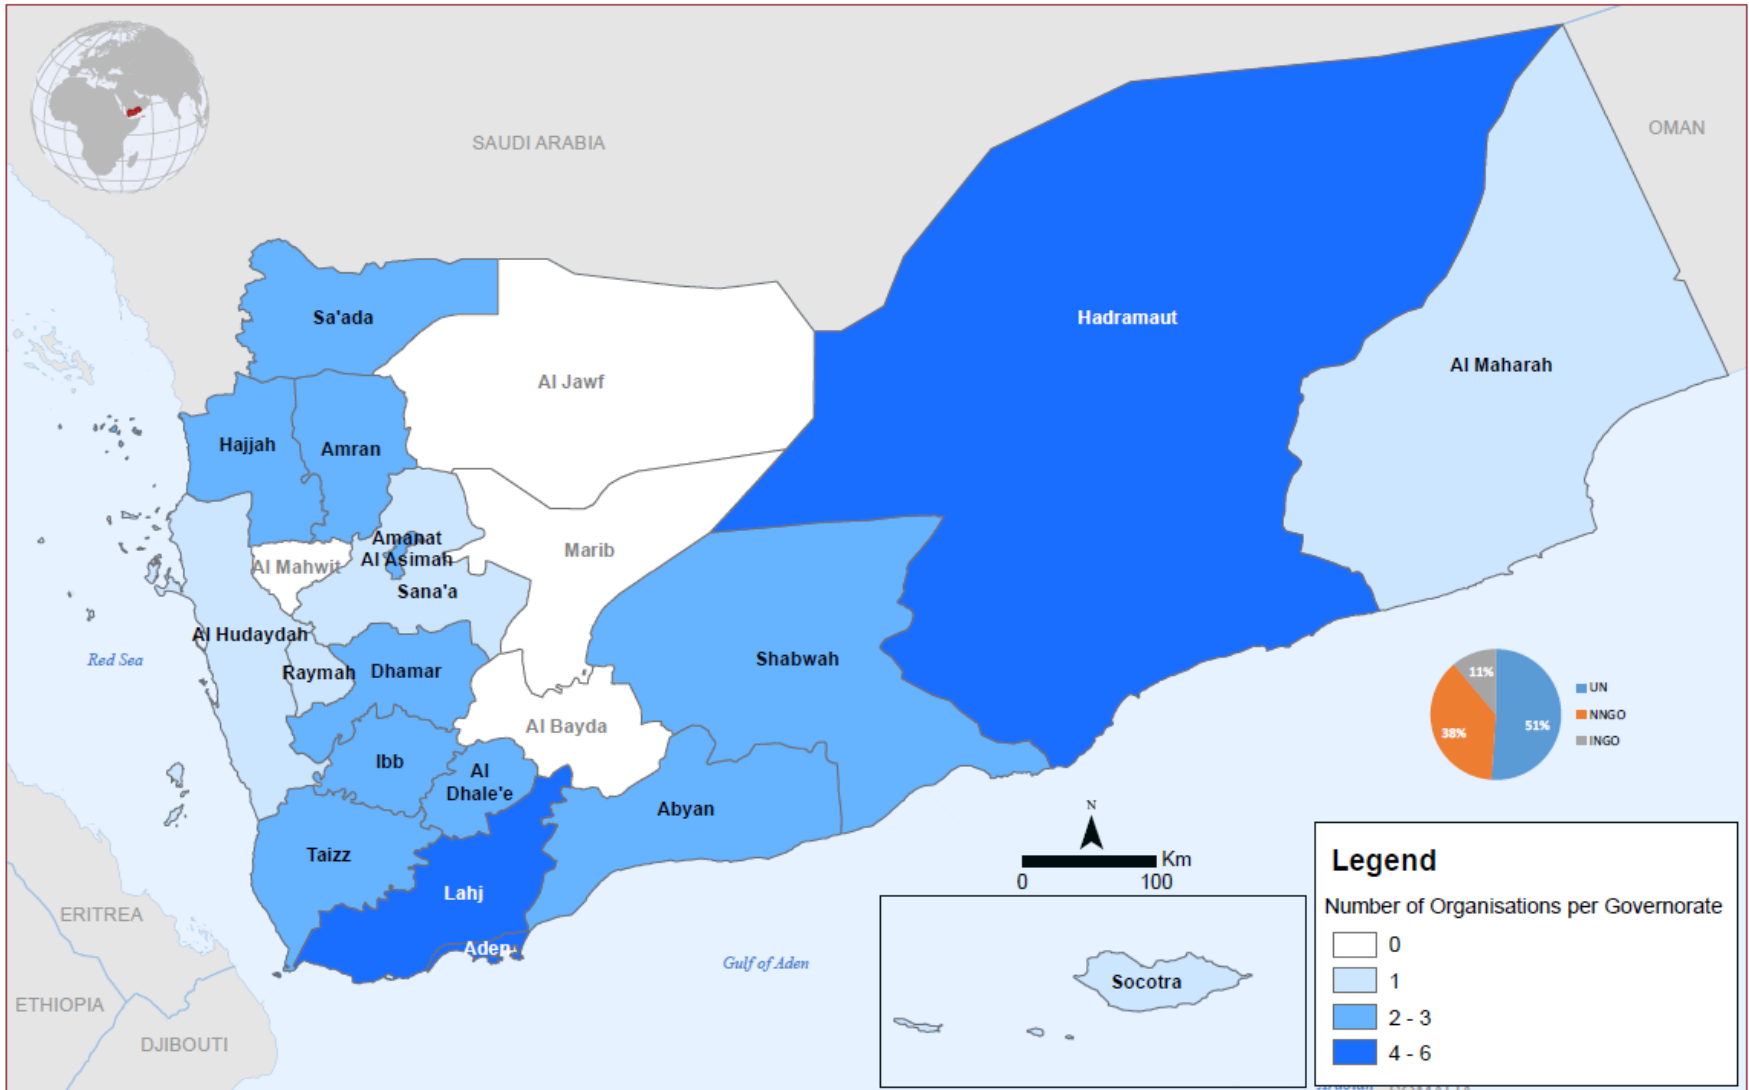 SAUDI ARABIA
OMAN
Sa'ada
Hadramaut
Al Jawf
Al Maharah
Hajjah
Amran
Amanat
Al Asimah
Marib
Al Mahwit
Sana'a
Al Hudaydah
Red Sea
Raymah
Dhamar
Shabwah
Al Bayda
Ibb
Al
Dhale'e
Abyan
Taizz
Lahj
Aden
Gulf of Aden
ERITREA
ETHIOPIA
DJIBOUTI
Socotra
11%
38%
51%
UN
NNGO
INGO
N
Km
0 100
Legend
Number of Organisations per Governorate
0
1
2 - 3
4 - 6